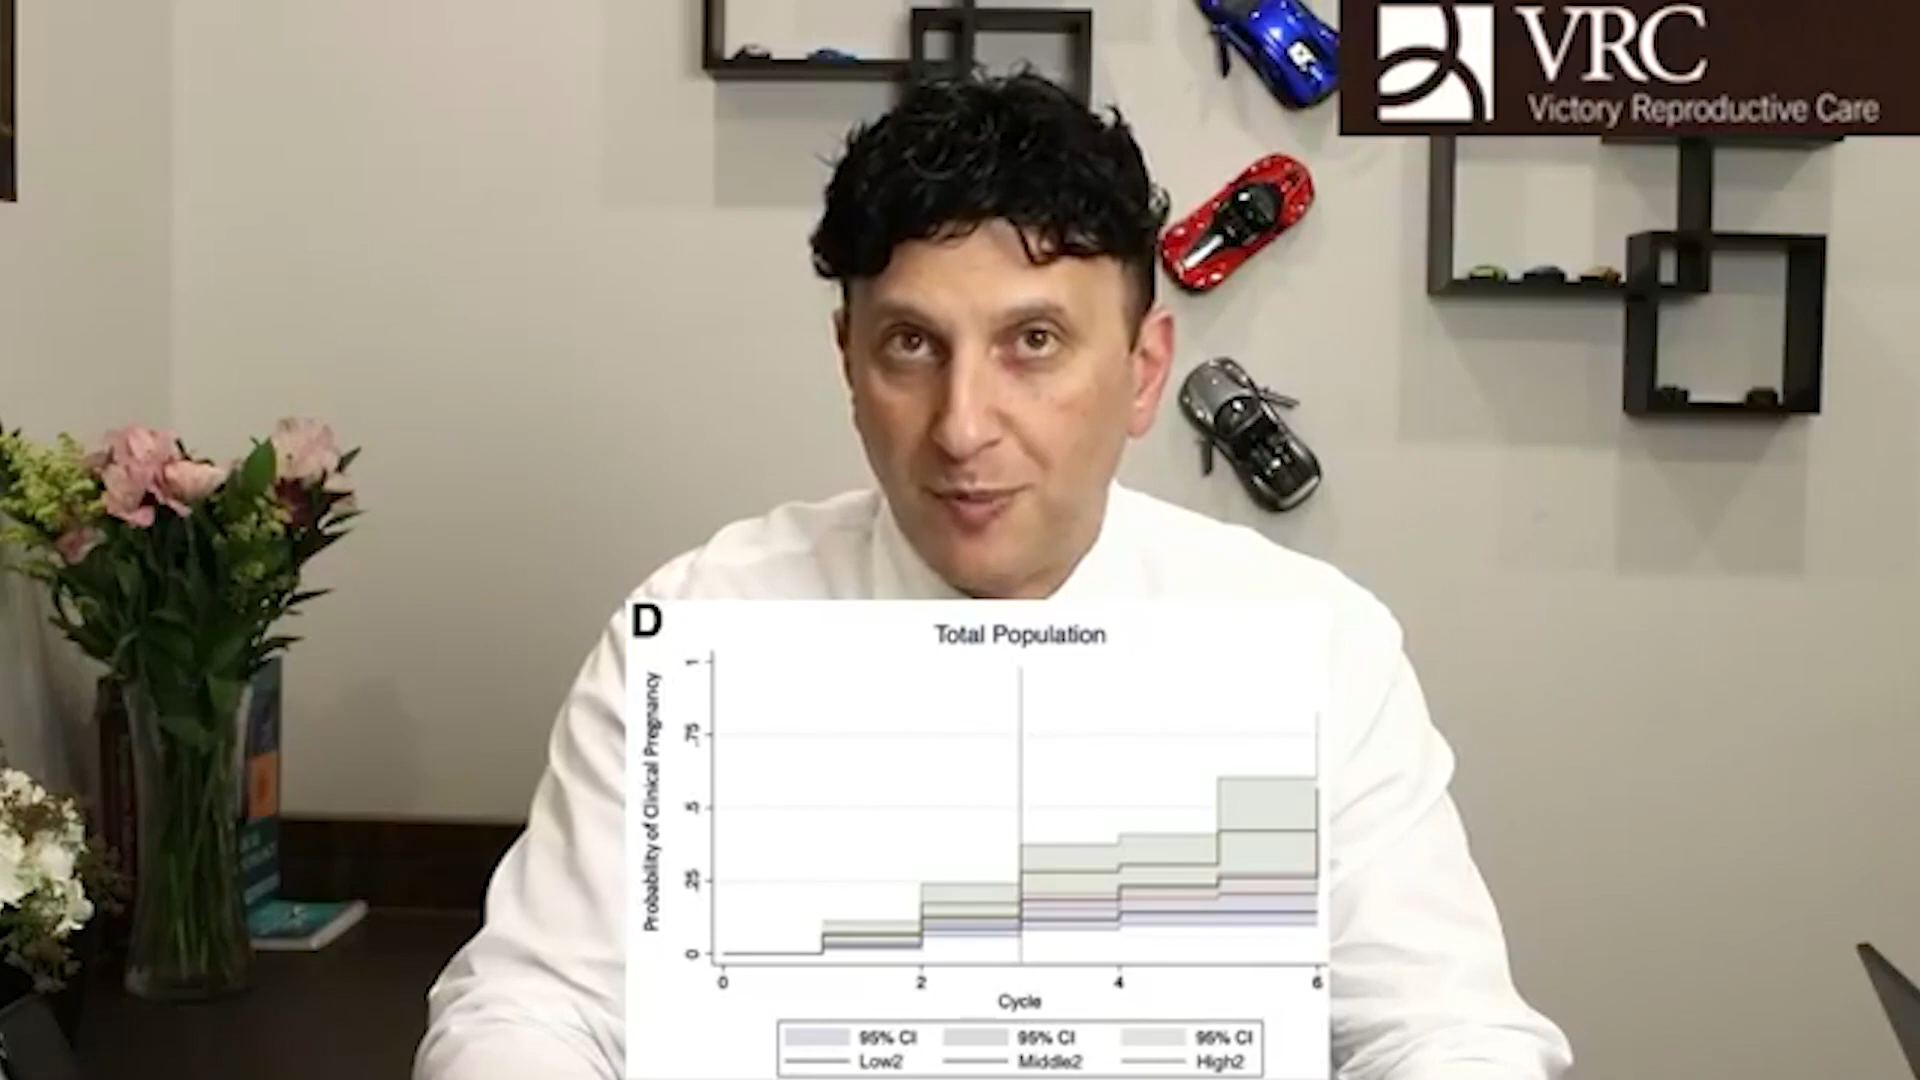 VRC
Victory Reproductive Care
D
Total Population
Probability of Clinical Pregnancy
1
.75
.5
.25
0
0 2 4 6
Cycle
95% CI 95% CI 95% CI
Low2 Middle2 High2